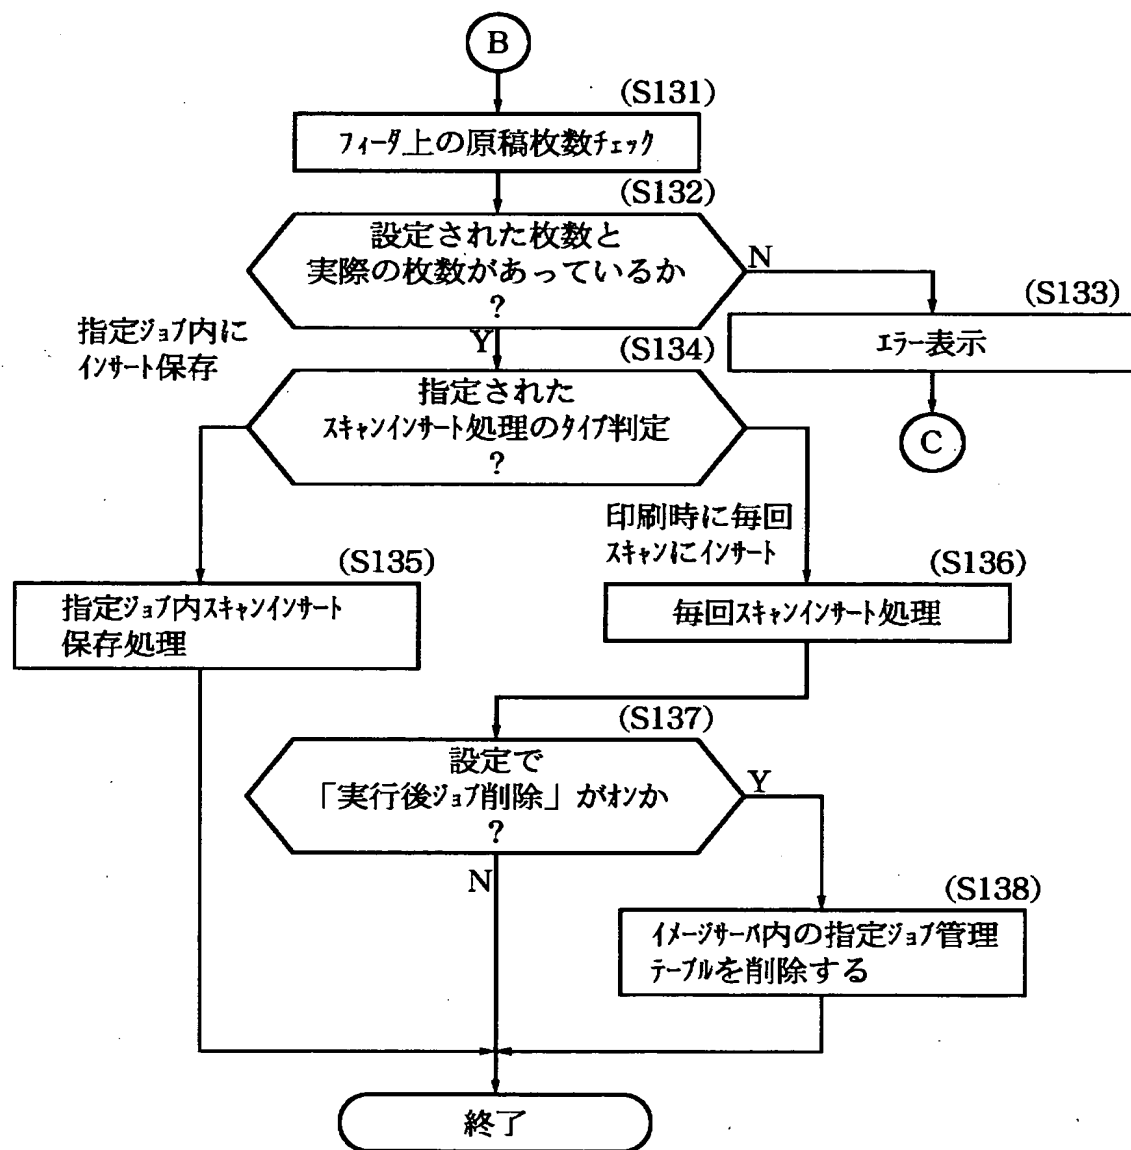 B
(S131)
フィーダ上の原稿枚数チェック
(S132)
設定された枚数と
実際の枚数があっているか
?
N
Y
(S133)
エラー表示
C
指定ジョブ内に
インサート保存
(S134)
指定された
スキャンインサート処理のタイプ判定
?
印刷時に毎回
スキャンにインサート
(S135)
指定ジョブ内スキャンインサート
保存処理
(S136)
毎回スキャンインサート処理
(S137)
設定で
「実行後ジョブ削除」がオンか
?
Y
N
(S138)
イメージサーバ内の指定ジョブ管理
テーブルを削除する
終了